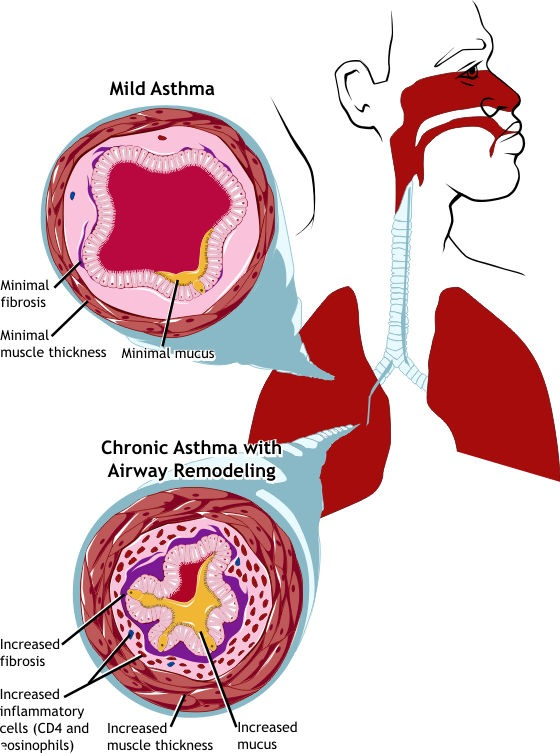 Mild Asthma
Minimal
fibrosis
Minimal
muscle thickness
Minimal mucus
Chronic Asthma with
Airway Remodeling
Increased
fibrosis
Increased
inflammatory
cells (CD4 and
eosinophils)
Increased
muscle thickness
Increased
mucus